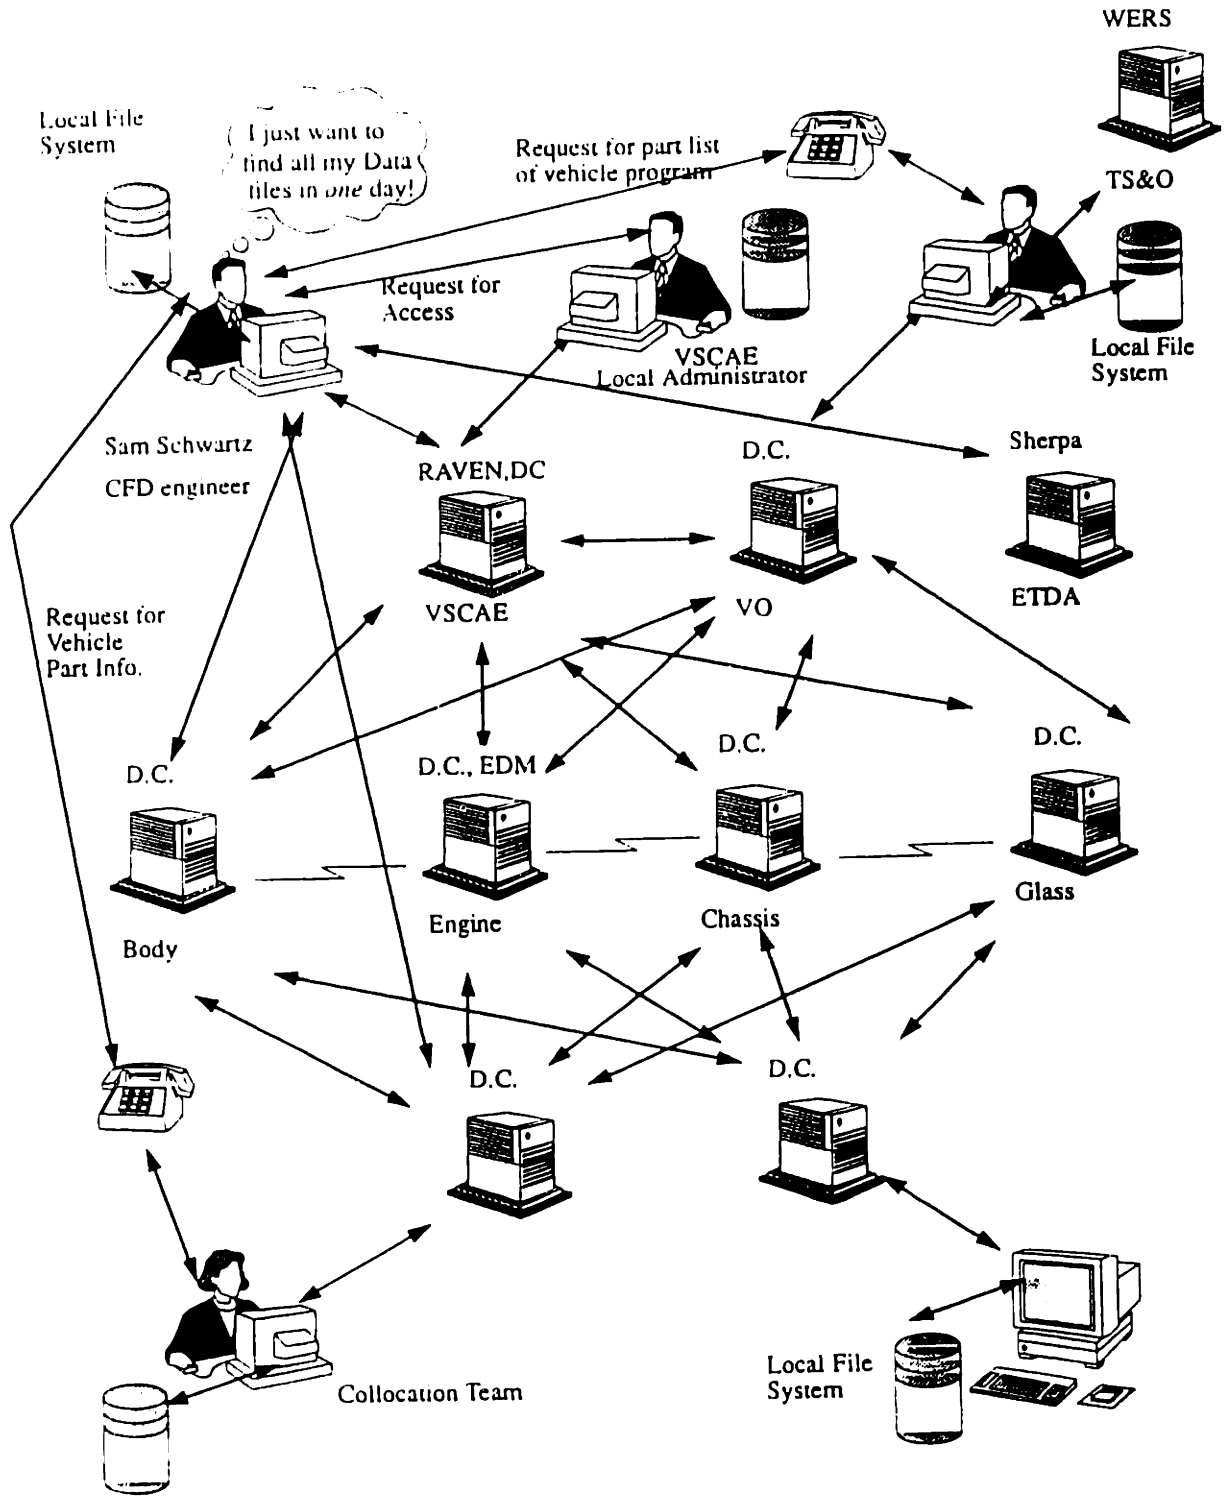 WERS
Local File
System
I just want to
find all my Data
files in one day!
Request for part list
of vehicle program
TS&O
Request for
Access
VSCAE
Local Administrator
Local File
System
Sam Schwartz
CFD engineer
RAVEN,DC
D.C.
Sherpa
VSCAE
VO
ETDA
Request for
Vehicle
Part Info.
D.C.
D.C., EDM
D.C.
D.C.
Body
Engine
Chassis
Glass
D.C.
D.C.
Collocation Team
Local File
System